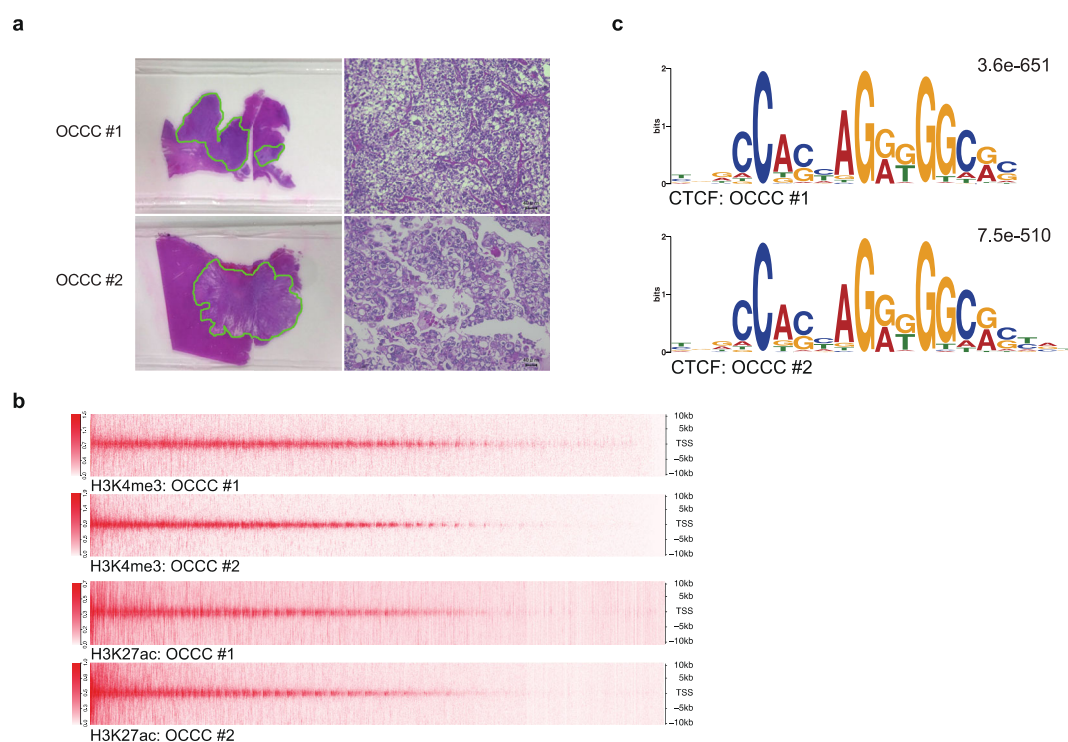 a
OCCC #1
OCCC #2
c
3.6e-651
2
bits
1
0
CTCF: OCCC #1
7.5e-510
2
bits
1
0
CTCF: OCCC #2
b
10kb
5kb
TSS
−5kb
−10kb
H3K4me3: OCCC #1
10kb
5kb
TSS
−5kb
−10kb
H3K4me3: OCCC #2
10kb
5kb
TSS
−5kb
−10kb
H3K27ac: OCCC #1
10kb
5kb
TSS
−5kb
−10kb
H3K27ac: OCCC #2